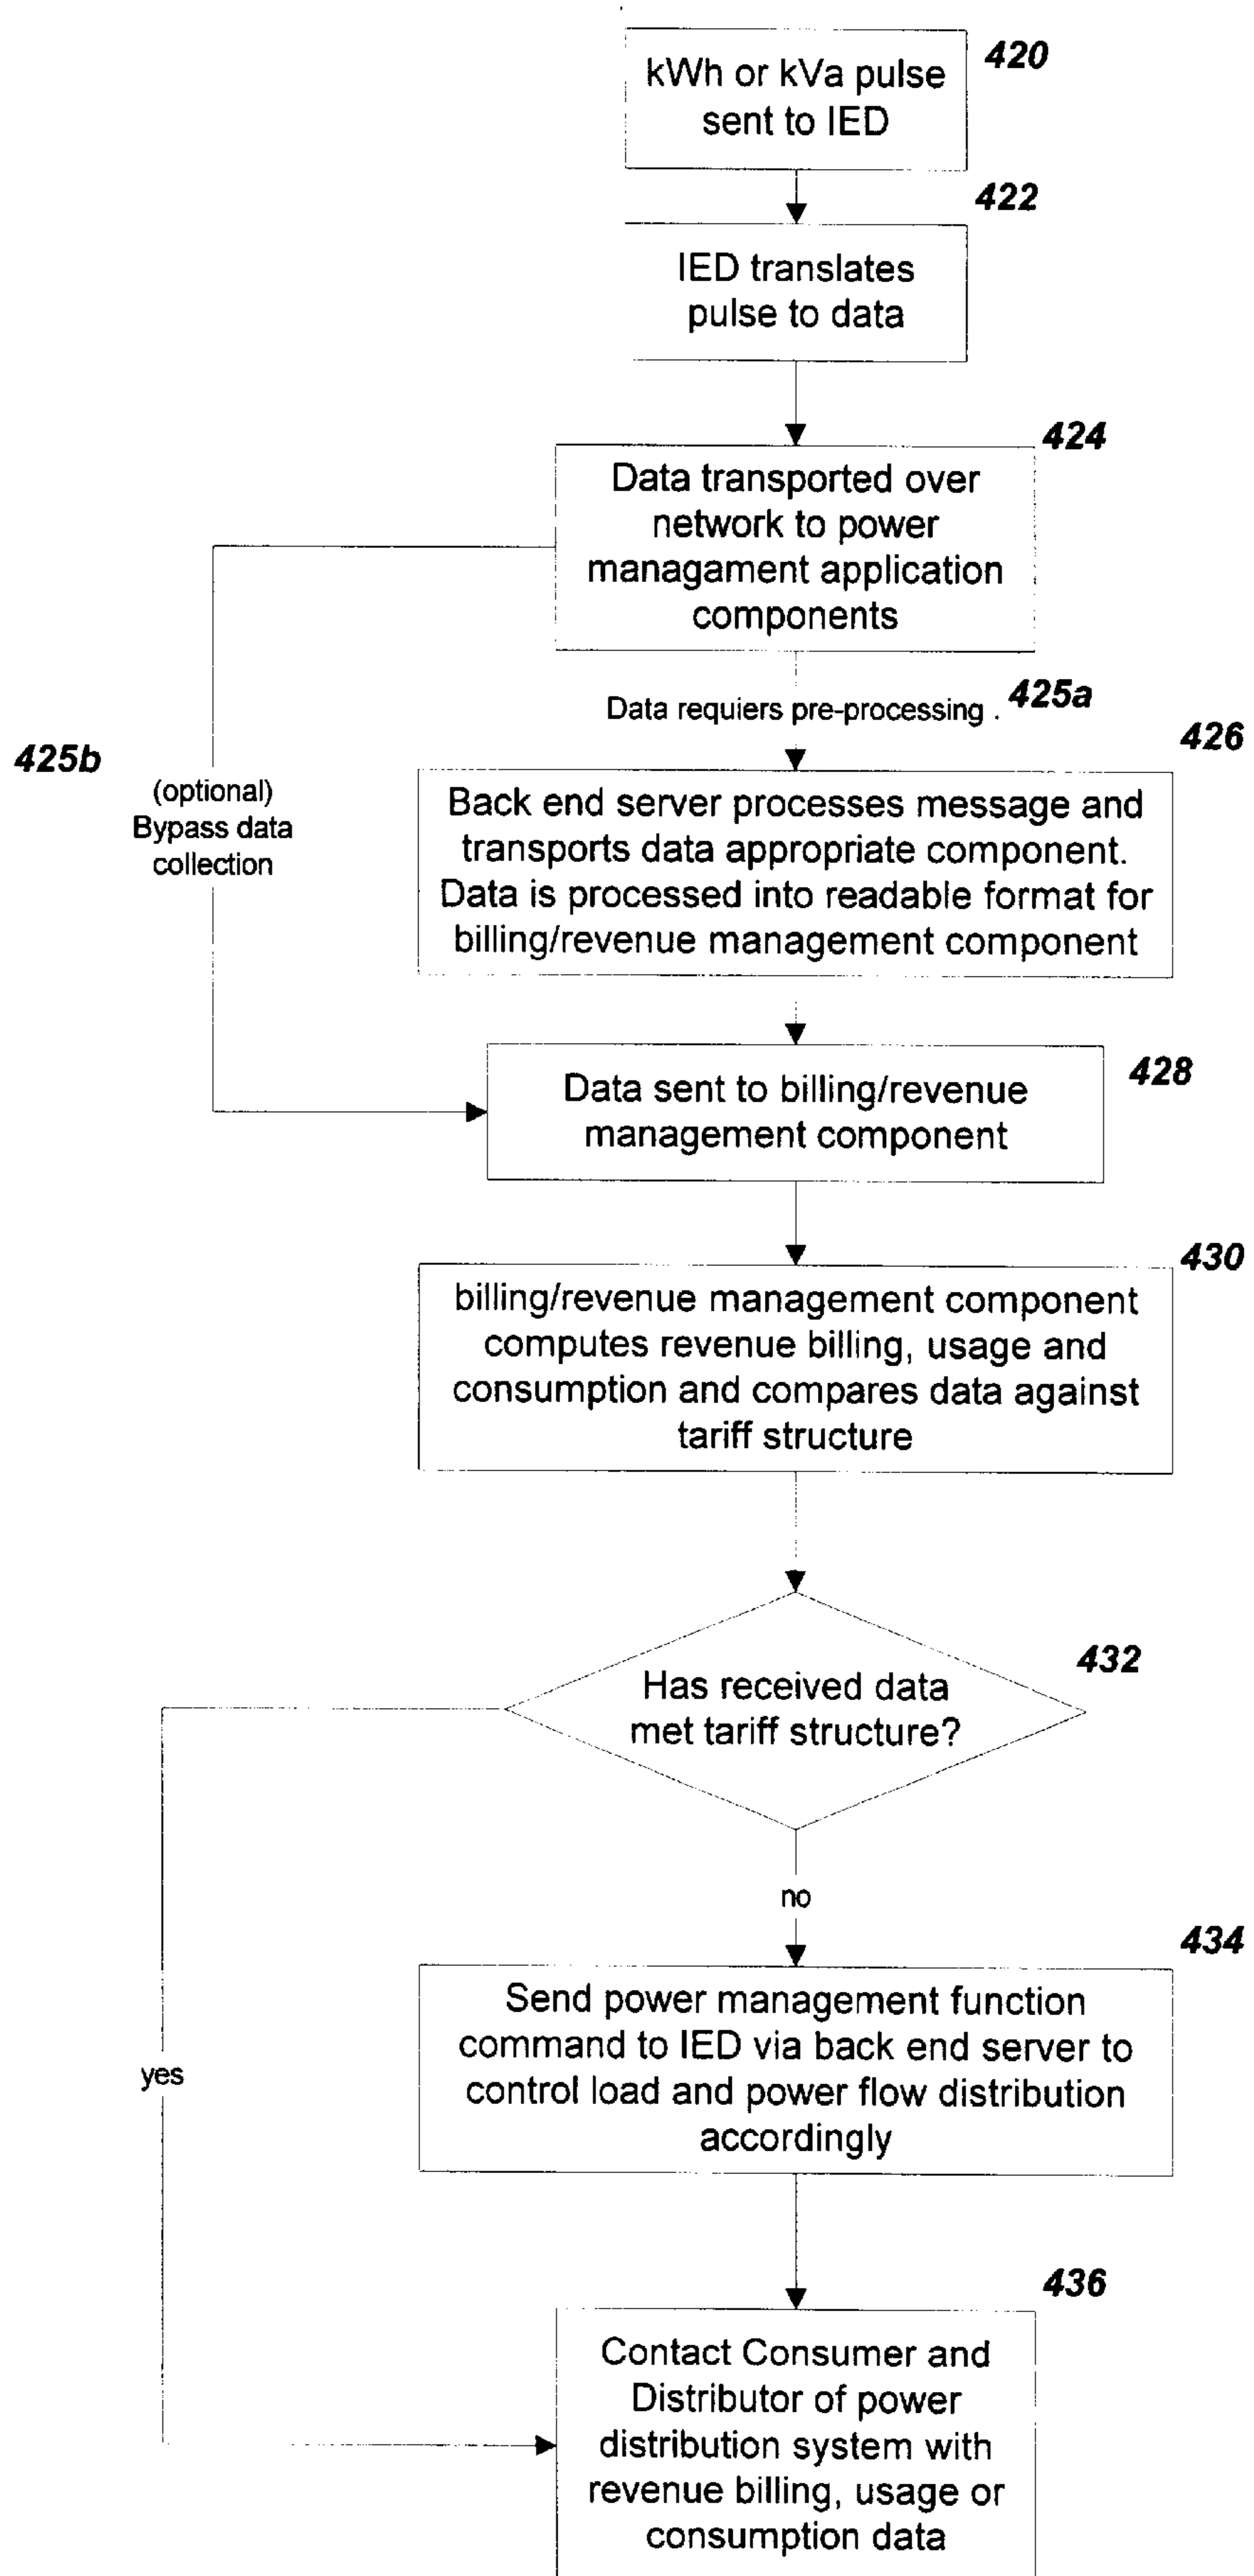 420
kWh or kVa pulse
sent to IED
422
IED translates
pulse to data
424
Data transported over
network to power
managament application
components
Data requiers pre-processing .
425a
425b
(optional)
Bypass data
collection
426
Back end server processes message and
transports data appropriate component.
Data is processed into readable format for
billing/revenue management component
428
Data sent to billing/revenue
management component
430
billing/revenue management component
computes revenue billing, usage and
consumption and compares data against
tariff structure
432
Has received data
met tariff structure?
no
yes
434
Send power management function
command to IED via back end server to
control load and power flow distribution
accordingly
436
Contact Consumer and
Distributor of power
distribution system with
revenue billing, usage or
consumption data